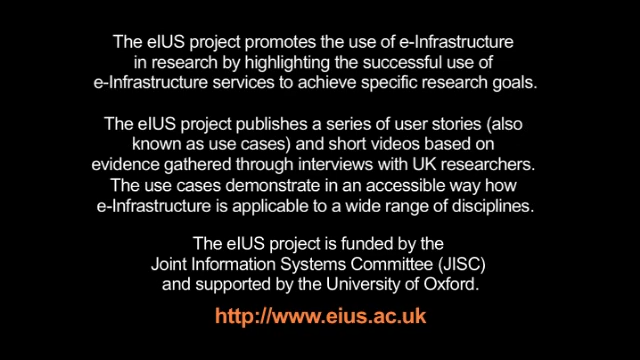 The eIUS project promotes the use of e-Infrastructure
in research by highlighting the successful use of
e-Infrastructure services to achieve specific research goals.
The eIUS project publishes a series of user stories (also
known as use cases) and short videos based on
evidence gathered through interviews with UK researchers.
The use cases demonstrate in an accessible way how
e-Infrastructure is applicable to a wide range of disciplines.
The eIUS project is funded by the
Joint Information Systems Committee (JISC)
and supported by the University of Oxford.
http://www.eius.ac.uk